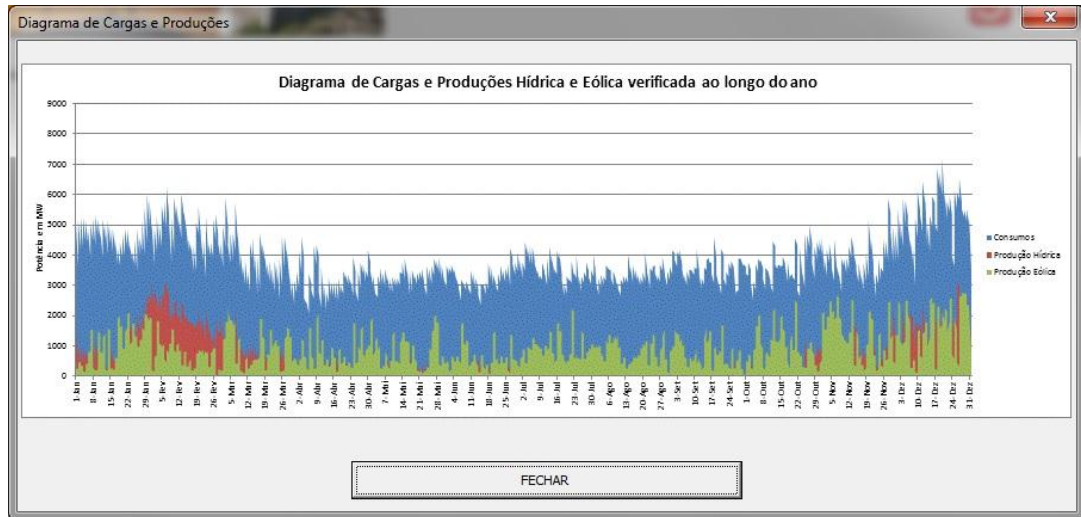 Diagrama de Cargas e Produções
Diagrama de Cargas e Produções Hídrica e Eólica verificada ao longo do ano
9000
8000
7000
6000
5000
4000
3000
2000
1000
0
Potência em MW
1-Jan
8-Jan
15-Jan
22-Jan
29-Jan
5-Fev
12-Fev
19-Fev
26-Fev
5-Mar
12-Mar
19-Mar
26-Mar
2-Abr
9-Abr
16-Abr
23-Abr
30-Abr
7-Mai
14-Mai
21-Mai
28-Mai
4-Jun
11-Jun
18-Jun
25-Jun
2-Jul
9-Jul
16-Jul
23-Jul
30-Jul
6-Ago
13-Ago
20-Ago
27-Ago
3-Set
10-Set
17-Set
24-Set
1-Out
8-Out
15-Out
22-Out
29-Out
5-Nov
12-Nov
19-Nov
26-Nov
3-Dez
10-Dez
17-Dez
24-Dez
31-Dez
Consumos
Produção Hídrica
Produção Eólica
FECHAR